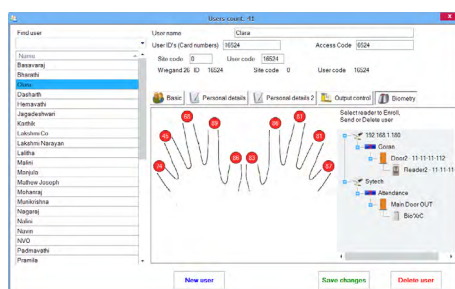 Users count: 41
x
Find user
Name
Basavaraj
Bharathi
Clara
Dasharth
Hemavathi
Jagadeshwari
Karthik
Lakshmi Co
Lakshmi Narayan
Lalitha
Malini
Monjula
Muthow Joseph
Mohanraj
Munikrishna
Nagaraj
Nalini
Navin
NVO
Padmavathi
Pramila
User name Clara
User ID's (Card numbers) 16524 Access Code 6524
Site code 0 User code 16524
Wiegand 26 ID 16524 Site code 0 User code 16524
Basic Personal details Personal details 2 Output control Biometry
Select reader to Enroll,
Send or Delete user
192.168.1.180
Goran
Door2 - 11-11-11-112
Reader2 - 11-11-11
Sytech
Attendance
Main Door OUT
New user Save changes Delete user